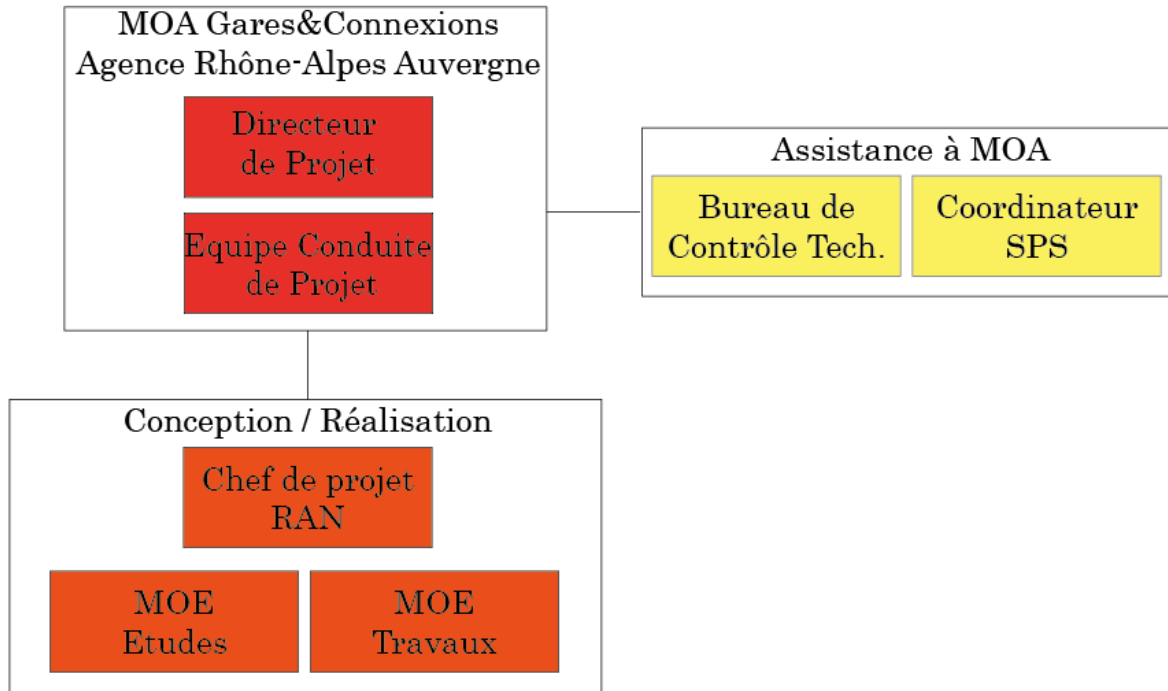 MOA Gares&Connexions
Agence Rhône-Alpes Auvergne
Directeur
de Projet
Equipe Conduite
de Projet
Assistance à MOA
Bureau de
Contrôle Tech.
Coordinateur
SPS
Conception / Réalisation
Chef de projet
RAN
MOE
Etudes
MOE
Travaux